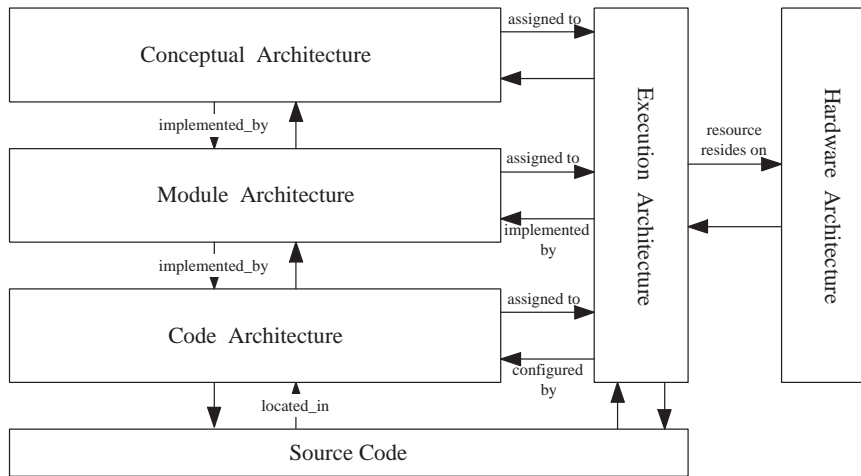 assigned to
Conceptual Architecture
implemented_by
assigned to
Module Architecture
implemented
by
implemented_by
assigned to
Code Architecture
configured
by
located_in
Source Code
Execution Architecture
resource
resides on
Hardware Architecture